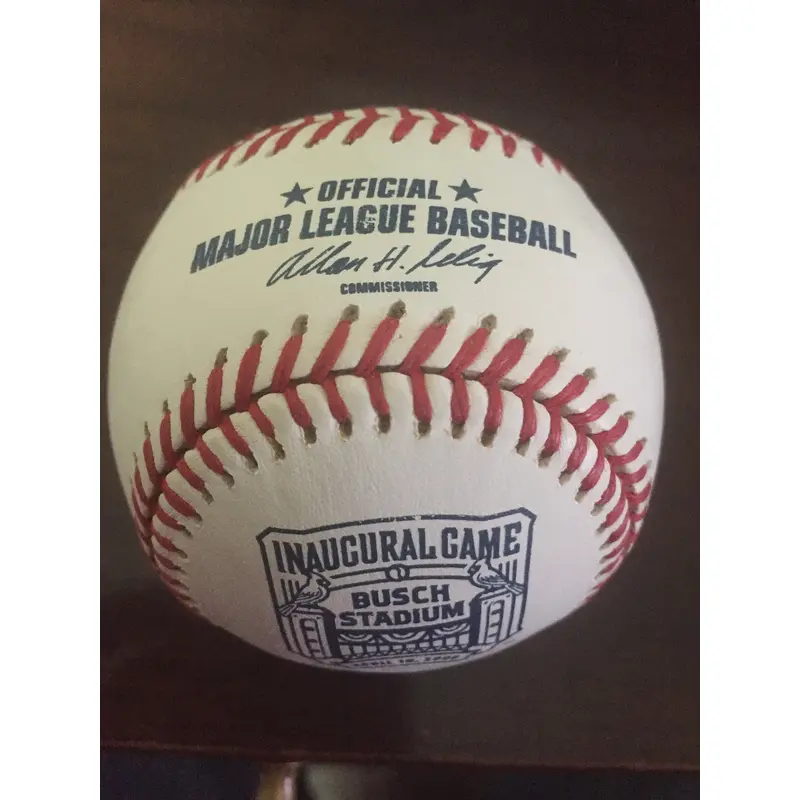 ★ OFFICIAL ★
MAJOR LEAGUE BASEBALL
Allan H. Selig
COMMISSIONER
INAUGURAL GAME
BUSCH
STADIUM